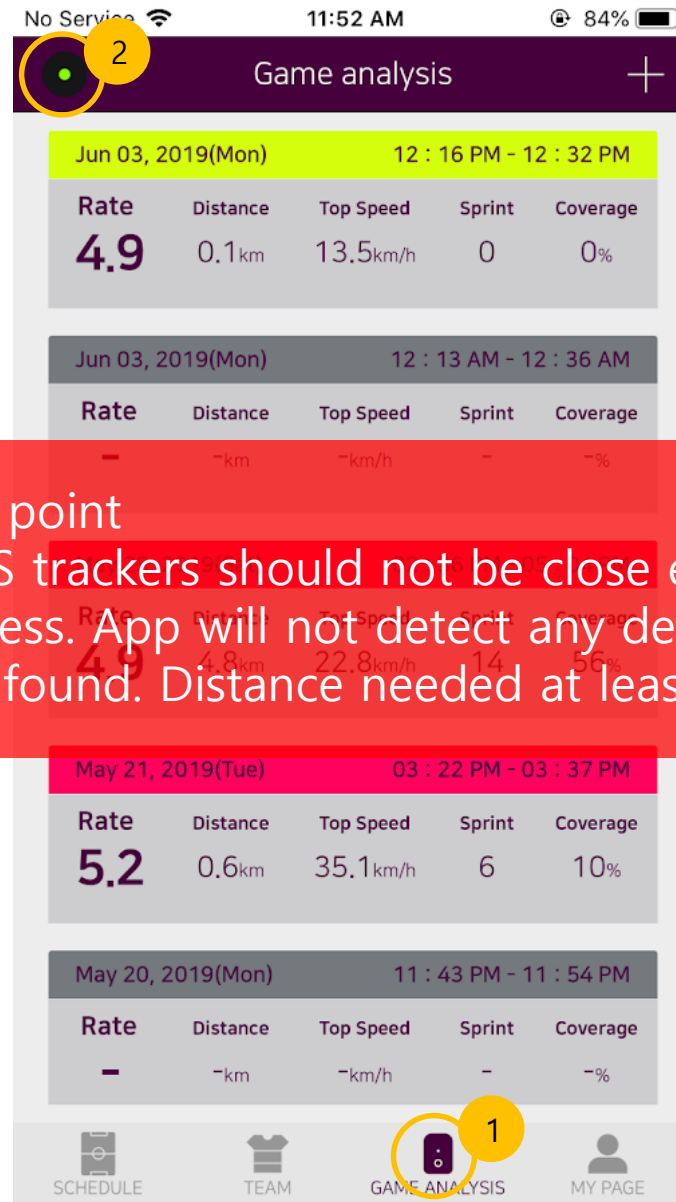 No Service 11:52 AM 84%
2
Game analysis
Jun 03, 2019(Mon) 12 : 16 PM - 12 : 32 PM
Rate Distance Top Speed Sprint Coverage
4.9 0.1km 13.5km/h 0 0%
Jun 03, 2019(Mon) 12 : 13 AM - 12 : 36 AM
Rate Distance Top Speed Sprint Coverage
- -km -km/h - -%
point
S trackers should not be close e
ess. App will not detect any de
4.9 4.8km 22.8km/h 14 56%
found. Distance needed at leas
May 21, 2019(Tue) 03 : 22 PM - 03 : 37 PM
Rate Distance Top Speed Sprint Coverage
5.2 0.6km 35.1km/h 6 10%
May 20, 2019(Mon) 11 : 43 PM - 11 : 54 PM
Rate Distance Top Speed Sprint Coverage
- -km -km/h - -%
1
SCHEDULE TEAM GAME ANALYSIS MY PAGE